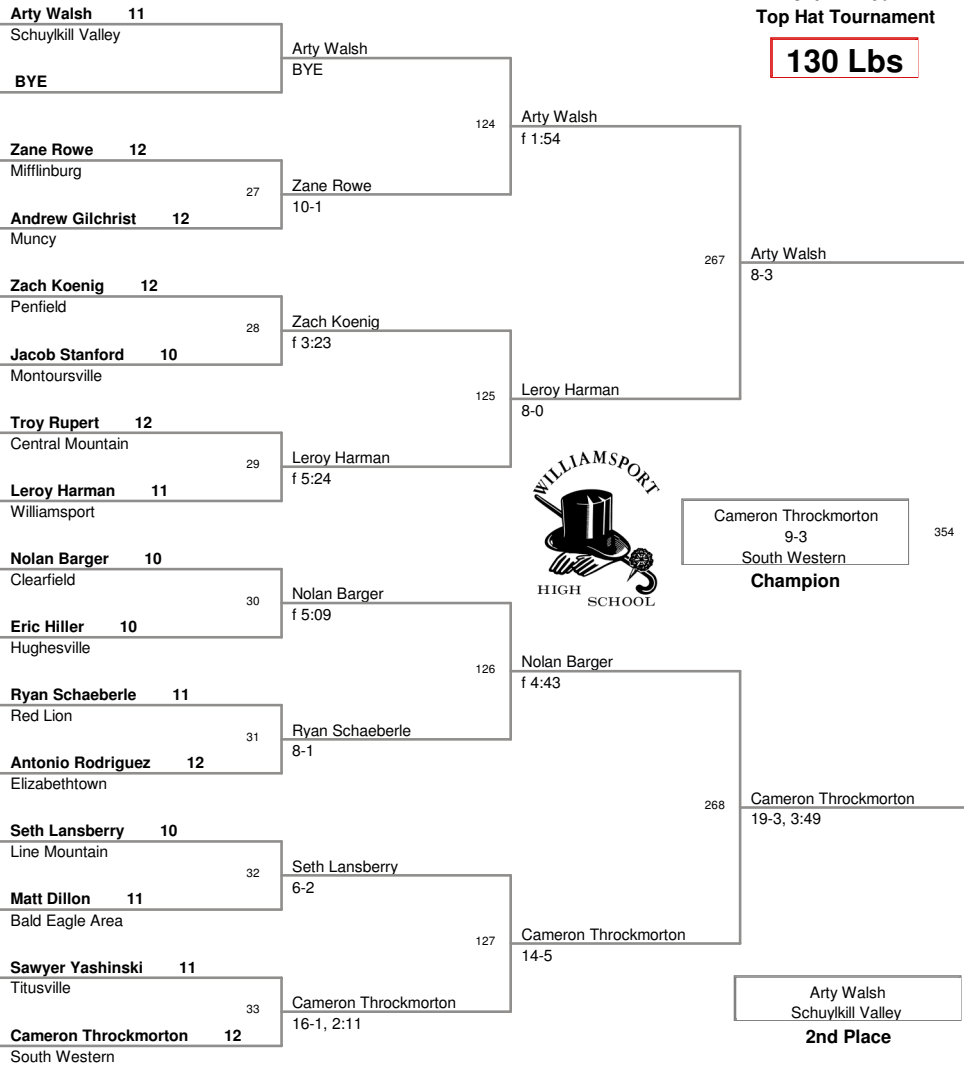 Top Hat Tournament
130 Lbs
Arty Walsh 11
Schuylkill Valley
BYE
Zane Rowe 12
Mifflinburg
27
Andrew Gilchrist 12
Muncy
Zach Koenig 12
Penfield
28
Jacob Stanford 10
Montoursville
Troy Rupert 12
Central Mountain
29
Leroy Harman 11
Williamsport
Nolan Barger 10
Clearfield
30
Eric Hiller 10
Hughesville
Ryan Schaeberle 11
Red Lion
31
Antonio Rodriguez 12
Elizabethtown
Seth Lansberry 10
Line Mountain
32
Matt Dillon 11
Bald Eagle Area
Sawyer Yashinski 11
Titusville
33
Cameron Throckmorton 12
South Western
Arty Walsh
BYE
124
Zane Rowe
10-1
Zach Koenig
f 3:23
125
Leroy Harman
f 5:24
Nolan Barger
f 5:09
126
Ryan Schaeberle
8-1
Seth Lansberry
6-2
127
Cameron Throckmorton
16-1, 2:11
Arty Walsh
f 1:54
267
Leroy Harman
8-0
Nolan Barger
f 4:43
268
Cameron Throckmorton
14-5
Arty Walsh
8-3
WILLIAMSPORT
HIGH
SCHOOL
Cameron Throckmorton
9-3
South Western
354
Champion
Cameron Throckmorton
19-3, 3:49
Arty Walsh
Schuylkill Valley
2nd Place